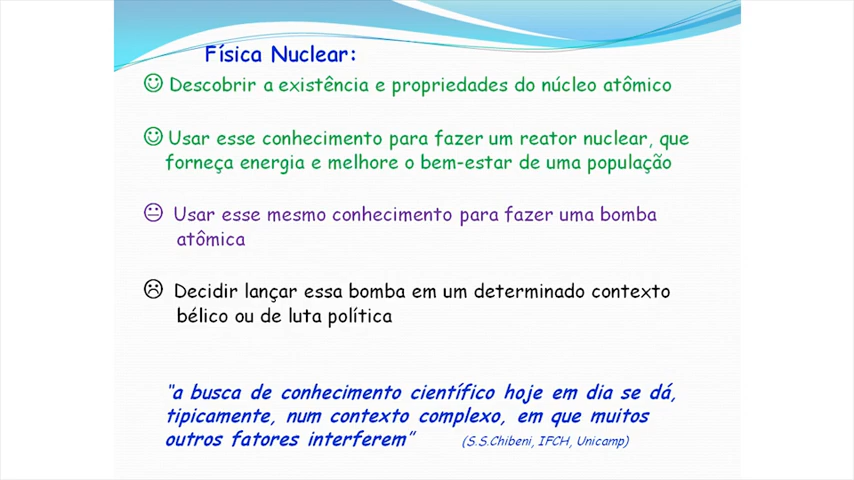 Física Nuclear:
Descobrir a existência e propriedades do núcleo atômico
Usar esse conhecimento para fazer um reator nuclear, que
forneça energia e melhore o bem-estar de uma população
Usar esse mesmo conhecimento para fazer uma bomba
atômica
Decidir lançar essa bomba em um determinado contexto
bélico ou de luta política
"a busca de conhecimento científico hoje em dia se dá,
tipicamente, num contexto complexo, em que muitos
outros fatores interferem" (S.S.Chibeni, IFCH, Unicamp)